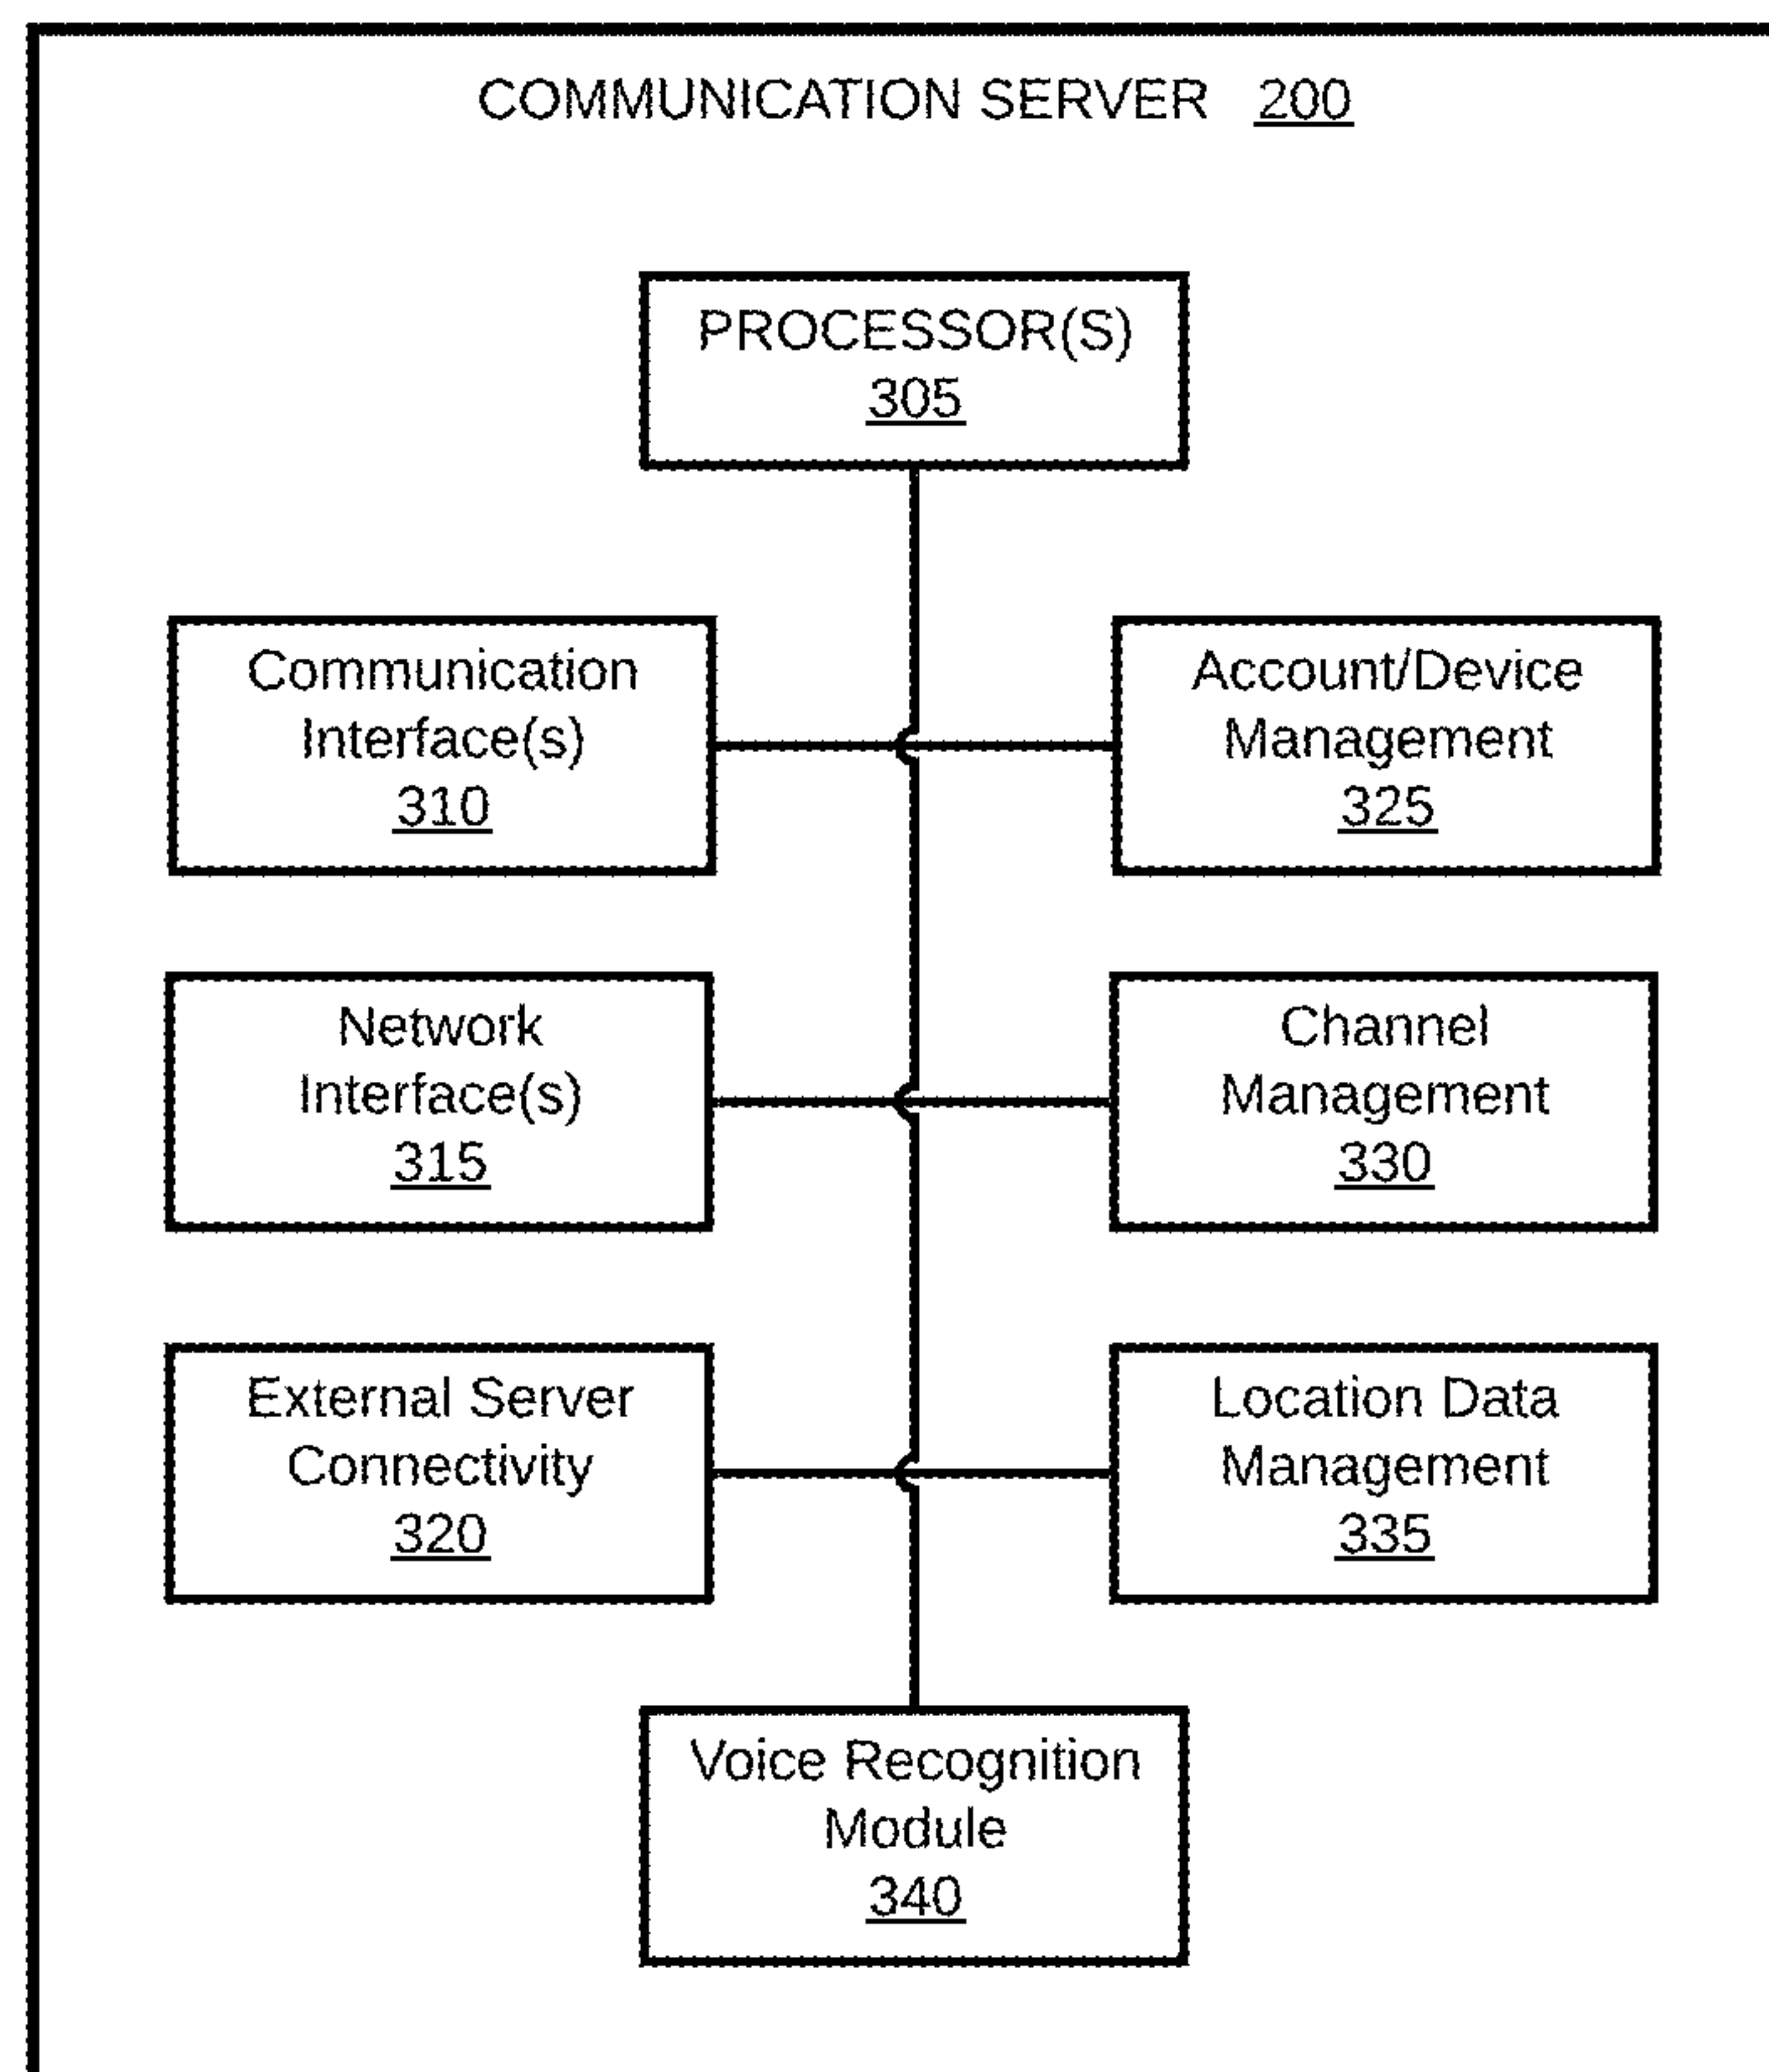 COMMUNICATION SERVER 200
PROCESSOR(S)
305
Communication
Interface(s)
310
Account/Device
Management
325
Network
Interface(s)
315
Channel
Management
330
External Server
Connectivity
320
Location Data
Management
335
Voice Recognition
Module
340